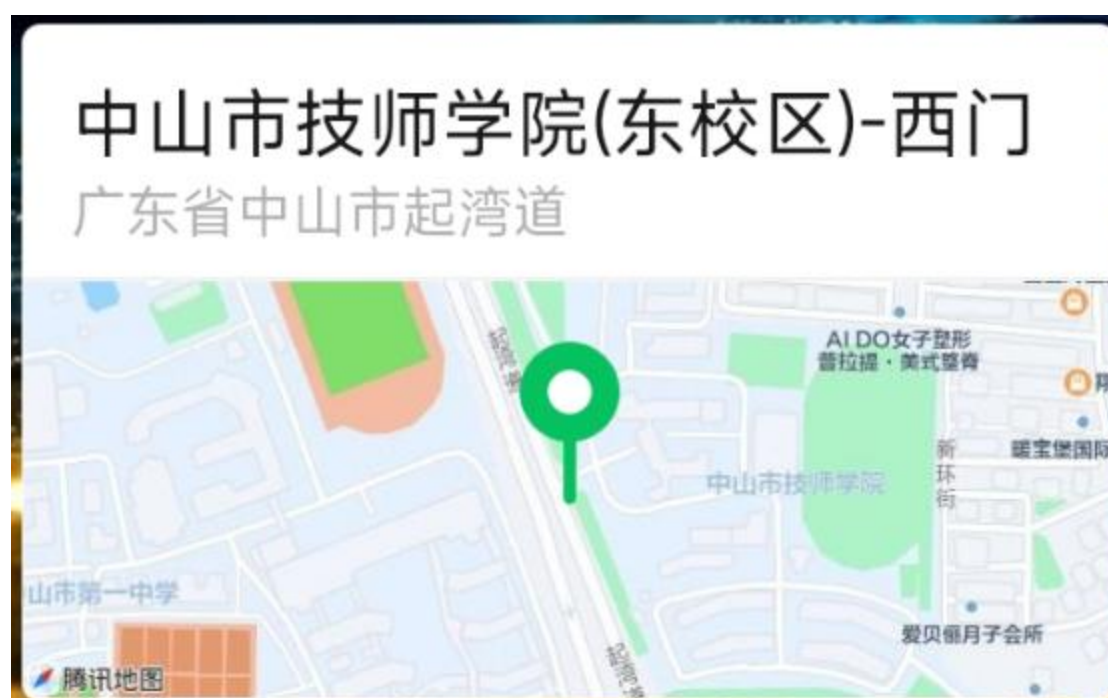 中山市技师学院(东校区)-西门
广东省中山市起湾道
AI DO女子整形
普拉提·美式整脊
暖宝堡国际
中山市技师学院
新环街
山市第一中学
爱贝俪月子会所
腾讯地图